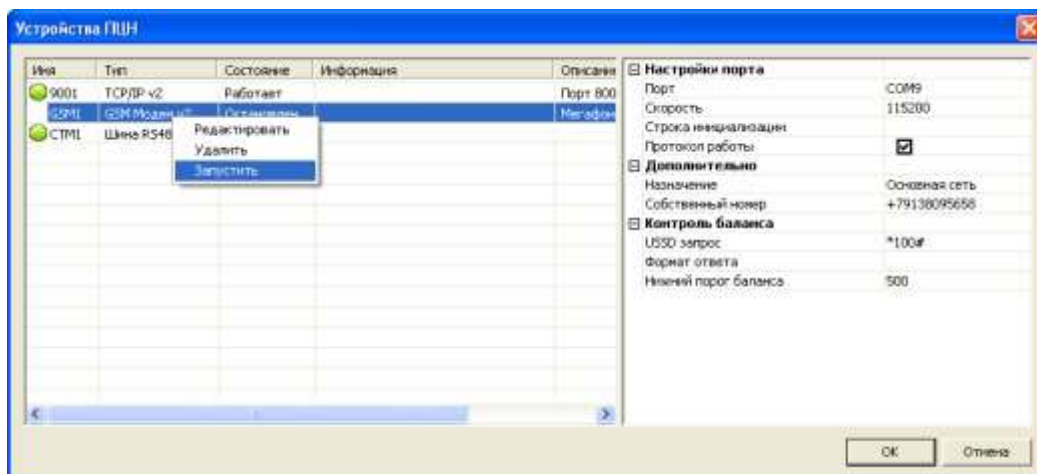 Устройства ПЦН
Имя Тип Состояние Информация Описание
9001 TCP/IP v2 Работает Порт 800
GSM1 GSM Модем v2 Остановлен Мегафон
СТМ1 Шина RS48
Редактировать
Удалить
Запустить
Настройки порта
Порт COM9
Скорость 115200
Строка инициализации
Протокол работы
Дополнительно
Назначение Основная сеть
Собственный номер +79138095658
Контроль баланса
USSD запрос *100#
Формат ответа
Нижний порог баланса 500
ОК Отмена